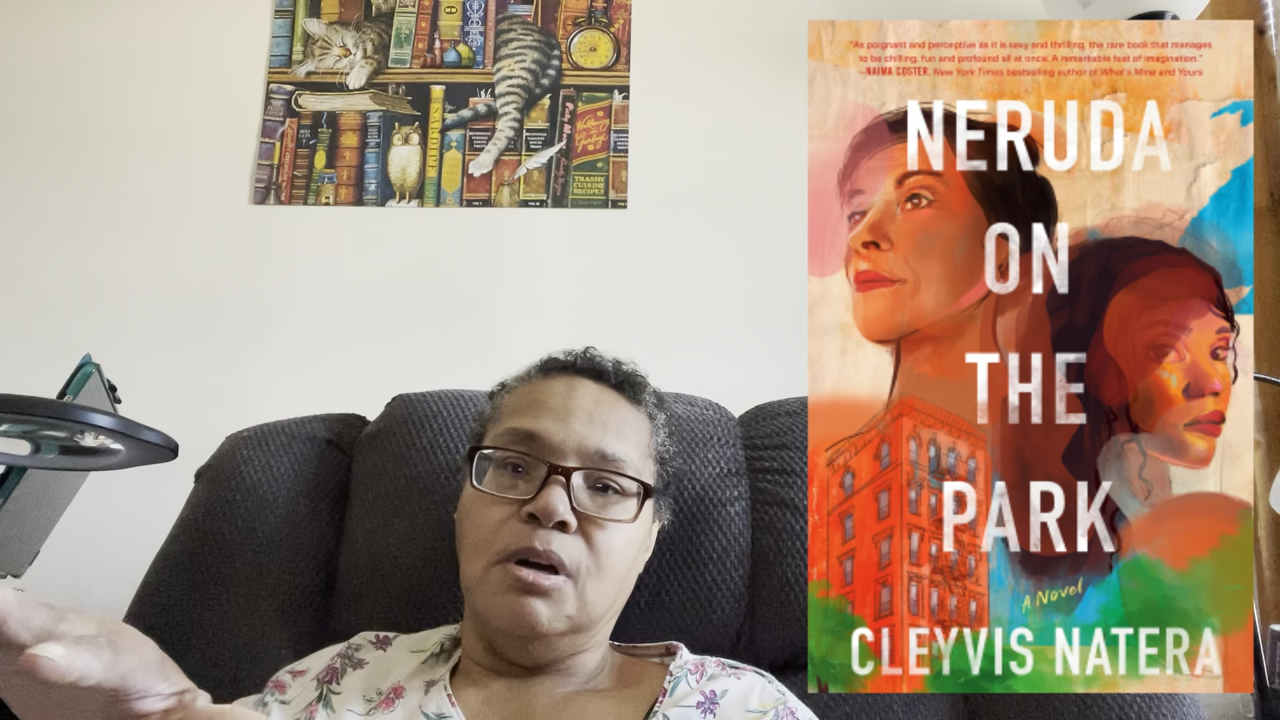 "As poignant and perceptive as it is sexy and thrilling, the rare book that manages
to be chilling, fun and profound all at once. A remarkable feat of imagination."
—NAIMA COSTER, New York Times bestselling author of What's Mine and Yours
NERUDA
ON
THE
PARK
A Novel
CLEYVIS NATERA
TRASHY
CUISINE
RECIPES